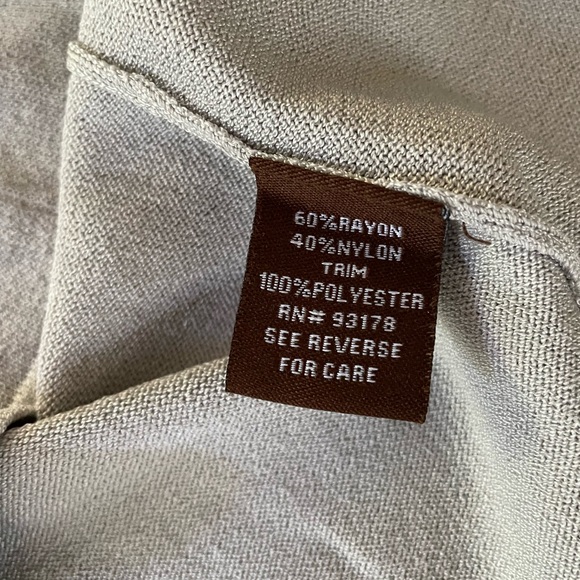 60%RAYON
40%NYLON
TRIM
100%POLYESTER
RN# 93178
SEE REVERSE
FOR CARE